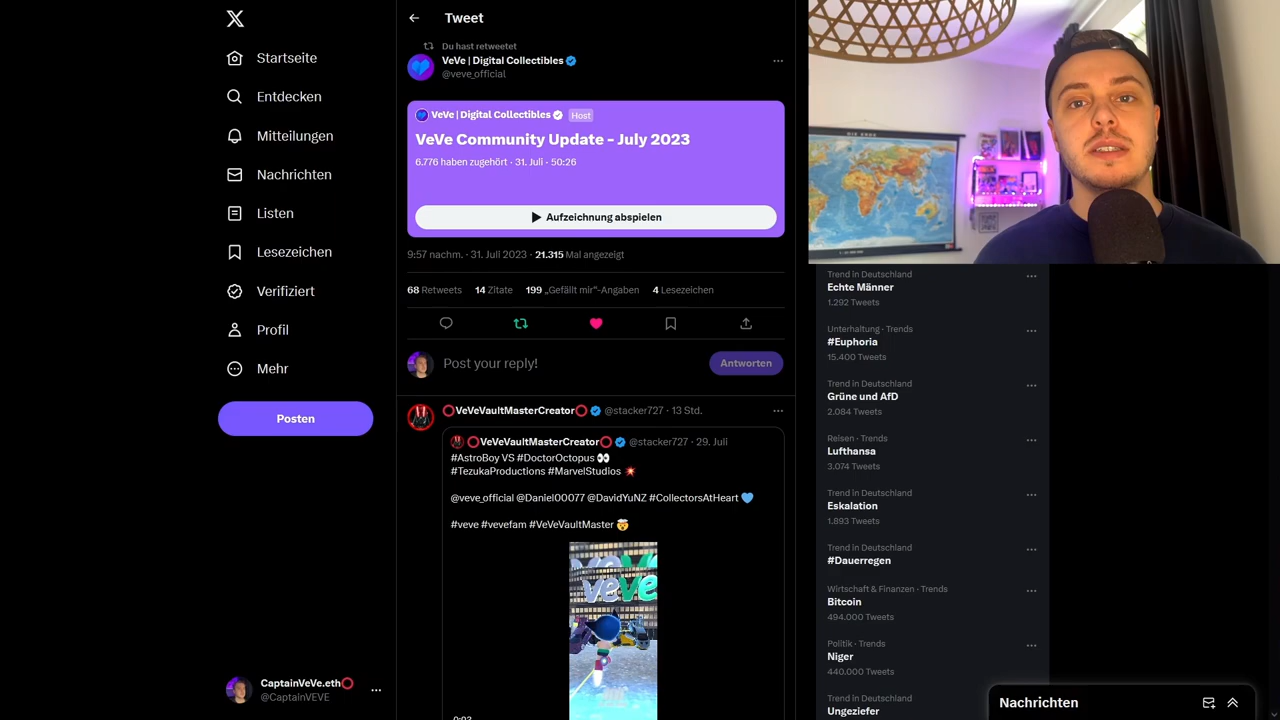 Startseite
Entdecken
Mitteilungen
Nachrichten
Listen
Lesezeichen
Verifiziert
Profil
Mehr
Posten
CaptainVeVe.eth⭕
@CaptainVEVE
Tweet
Du hast retweetet
VeVe | Digital Collectibles
@veve_official
VeVe | Digital Collectibles Host
VeVe Community Update - July 2023
6.776 haben zugehört · 31. Juli · 50:26
Aufzeichnung abspielen
9:57 nachm. · 31. Juli 2023 · 21.315 Mal angezeigt
68 Retweets 14 Zitate 199 „Gefällt mir“-Angaben 4 Lesezeichen
Post your reply!
Antworten
⭕VeVeVaultMasterCreator⭕ @stacker727 · 13 Std.
⭕VeVeVaultMasterCreator⭕ @stacker727 · 29. Juli
#AstroBoy VS #DoctorOctopus 👀
#TezukaProductions #MarvelStudios 💥
@veve_official @Daniel00077 @DavidYuNZ #CollectorsAtHeart 💙
#veve #vevefam #VeVeVaultMaster 🤯
veve
0:03
DIE ERDE
Trend in Deutschland
Echte Männer
1.292 Tweets
Unterhaltung · Trends
#Euphoria
15.400 Tweets
Trend in Deutschland
Grüne und AfD
2.084 Tweets
Reisen · Trends
Lufthansa
3.074 Tweets
Trend in Deutschland
Eskalation
1.893 Tweets
Trend in Deutschland
#Dauerregen
Wirtschaft & Finanzen · Trends
Bitcoin
494.000 Tweets
Politik · Trends
Niger
440.000 Tweets
Trend in Deutschland
Ungeziefer
Nachrichten